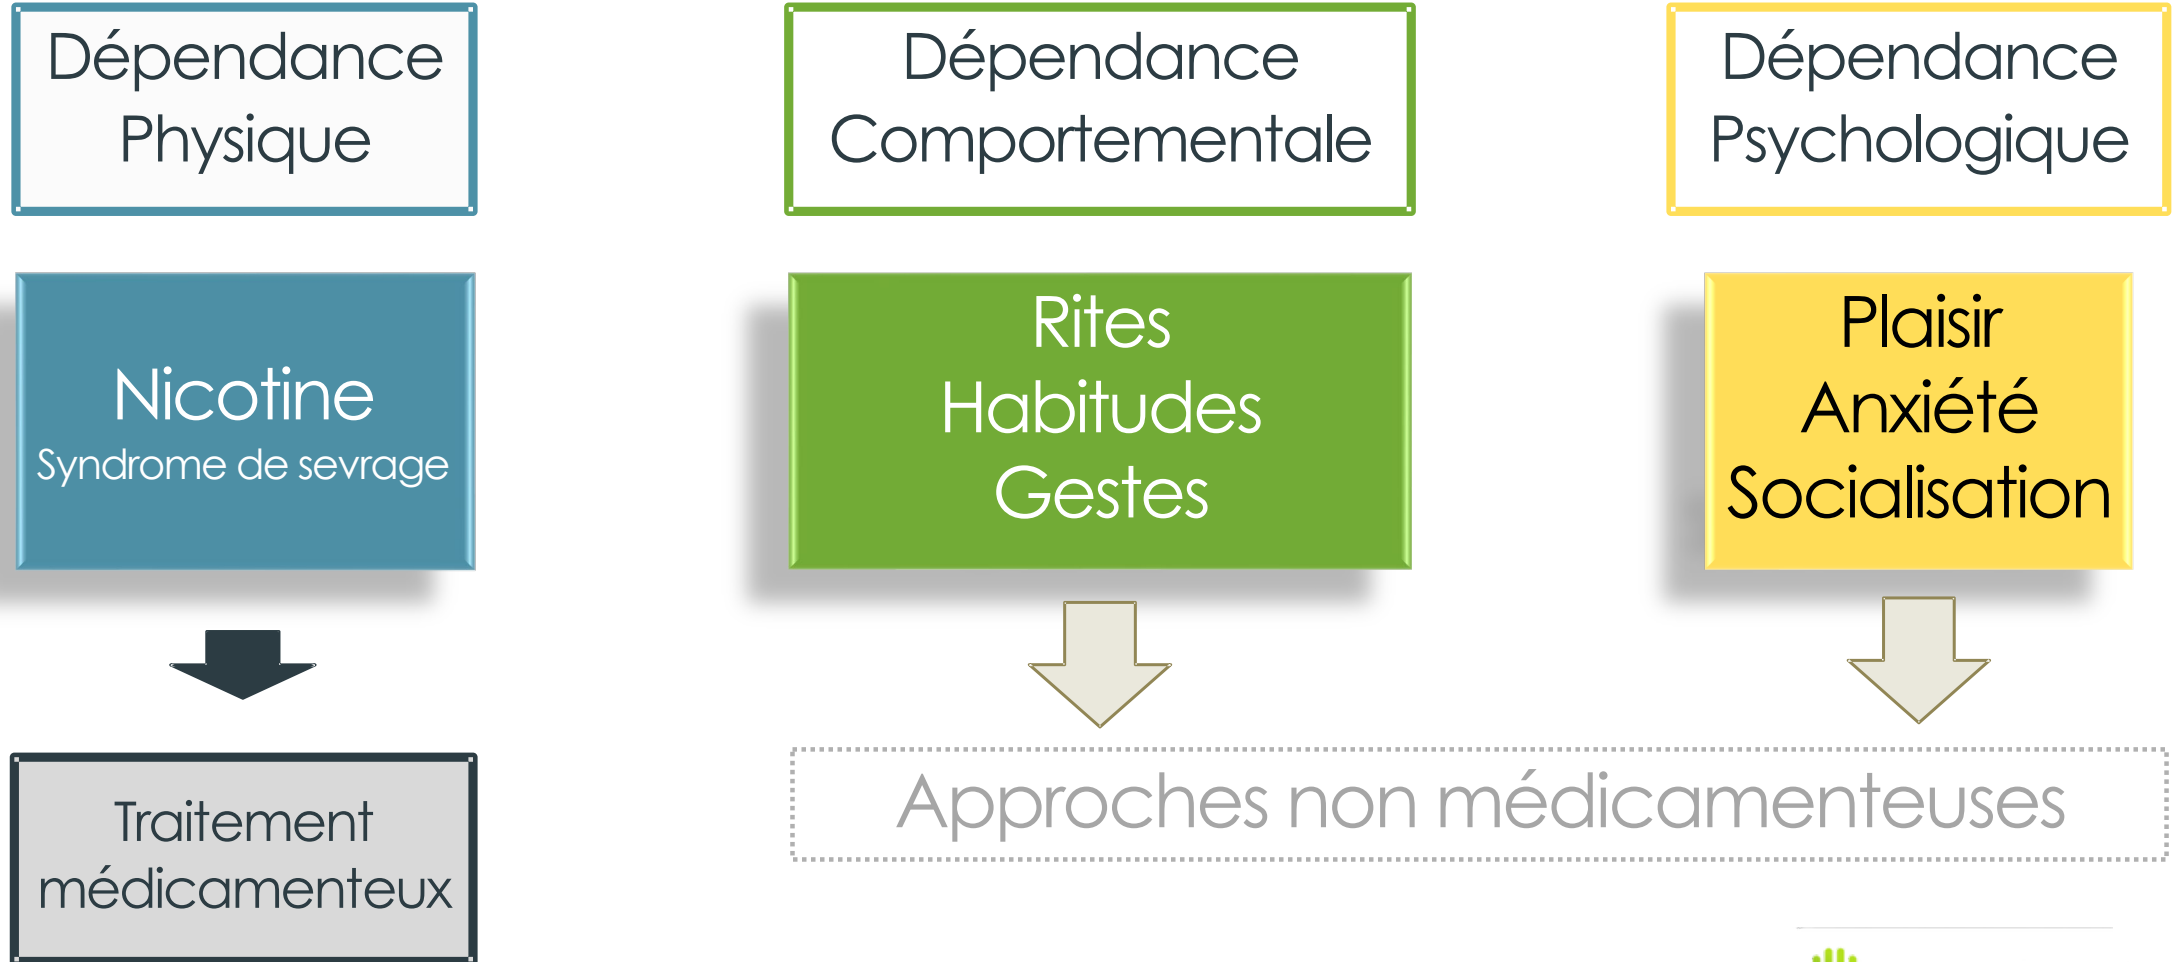 Dépendance
Physique
Nicotine
Syndrome de sevrage
Traitement
médicamenteux
Dépendance
Comportementale
Rites
Habitudes
Gestes
Dépendance
Psychologique
Plaisir
Anxiété
Socialisation
Approches non médicamenteuses